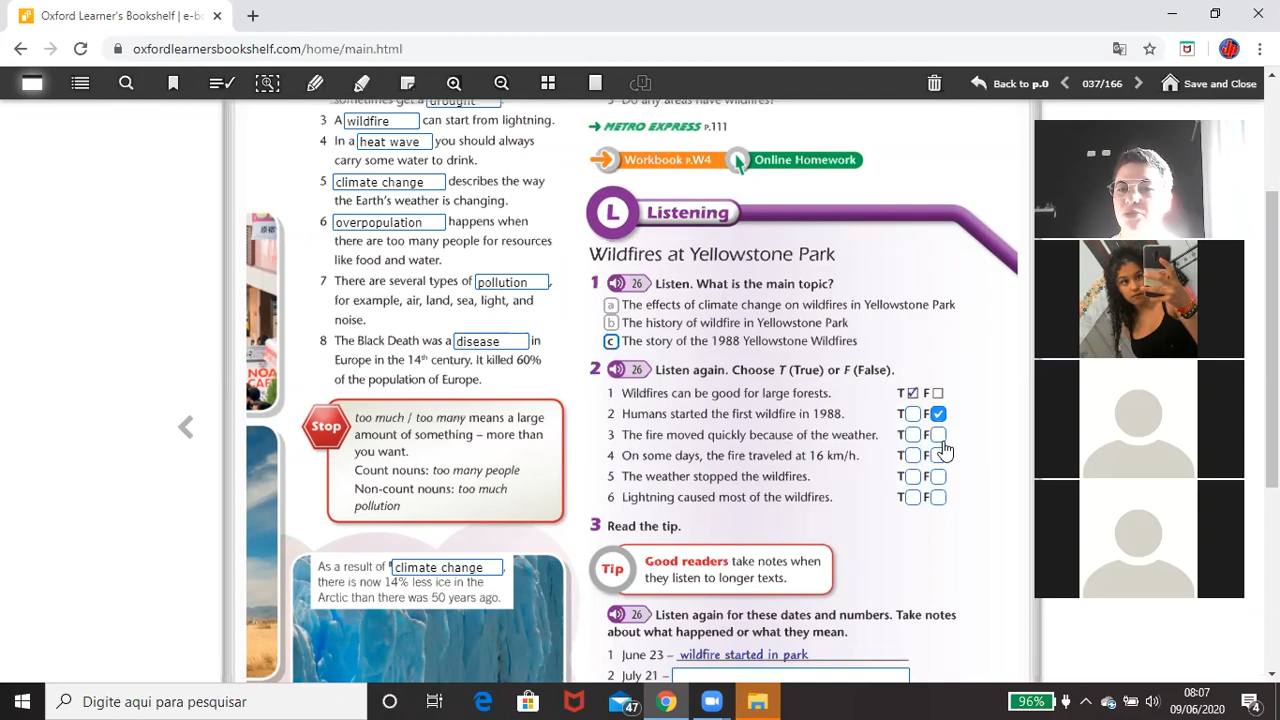 Oxford Learner's Bookshelf | e-bo
oxfordlearnersbookshelf.com/home/main.html
Back to p.0
037/166
Save and Close
sometimes get a drought.
3 A wildfire can start from lightning.
4 In a heat wave you should always
carry some water to drink.
5 climate change describes the way
the Earth's weather is changing.
6 overpopulation happens when
there are too many people for resources
like food and water.
7 There are several types of pollution,
for example, air, land, sea, light, and
noise.
8 The Black Death was a disease in
Europe in the 14th century. It killed 60%
of the population of Europe.
Stop
too much / too many means a large
amount of something – more than
you want.
Count nouns: too many people
Non-count nouns: too much
pollution
As a result of climate change,
there is now 14% less ice in the
Arctic than there was 50 years ago.
NOA
CAFE
3 Do any areas have wildfires?
METRO EXPRESS P.111
Workbook P.W4
Online Homework
L Listening
Wildfires at Yellowstone Park
1 26 Listen. What is the main topic?
a The effects of climate change on wildfires in Yellowstone Park
b The history of wildfire in Yellowstone Park
c The story of the 1988 Yellowstone Wildfires
2 26 Listen again. Choose T (True) or F (False).
1 Wildfires can be good for large forests. T F
2 Humans started the first wildfire in 1988. T F
3 The fire moved quickly because of the weather. T F
4 On some days, the fire traveled at 16 km/h. T F
5 The weather stopped the wildfires. T F
6 Lightning caused most of the wildfires. T F
3 Read the tip.
Tip
Good readers take notes when
they listen to longer texts.
26 Listen again for these dates and numbers. Take notes
about what happened or what they mean.
1 June 23 – wildfire started in park
2 July 21 –
Digite aqui para pesquisar
47
96%
08:07
09/06/2020
4